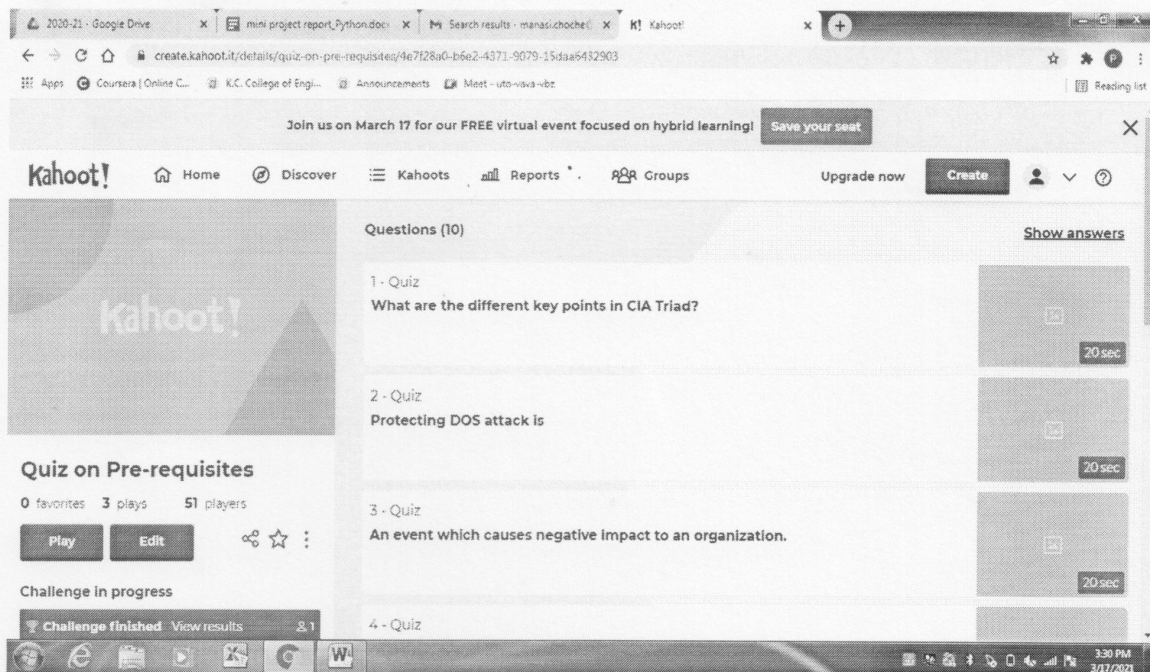 2020-21 - Google Drive
mini project report_Python.docx
Search results - manasi.choche@
K! Kahoot!
create.kahoot.it/details/quiz-on-pre-requisites/4e7f28a0-b6e2-4371-9079-15daa6432903
Apps Coursera | Online C... K.C. College of Engi... Announcements Meet - uto-vava-vbz Reading list
Join us on March 17 for our FREE virtual event focused on hybrid learning! Save your seat
Kahoot! Home Discover Kahoots Reports Groups Upgrade now Create
Kahoot!
Questions (10) Show answers
1 - Quiz
What are the different key points in CIA Triad?
20 sec
2 - Quiz
Protecting DOS attack is
20 sec
3 - Quiz
An event which causes negative impact to an organization.
20 sec
4 - Quiz
Quiz on Pre-requisites
0 favorites 3 plays 51 players
Play Edit
Challenge in progress
Challenge finished View results 1
3:30 PM
3/17/2021